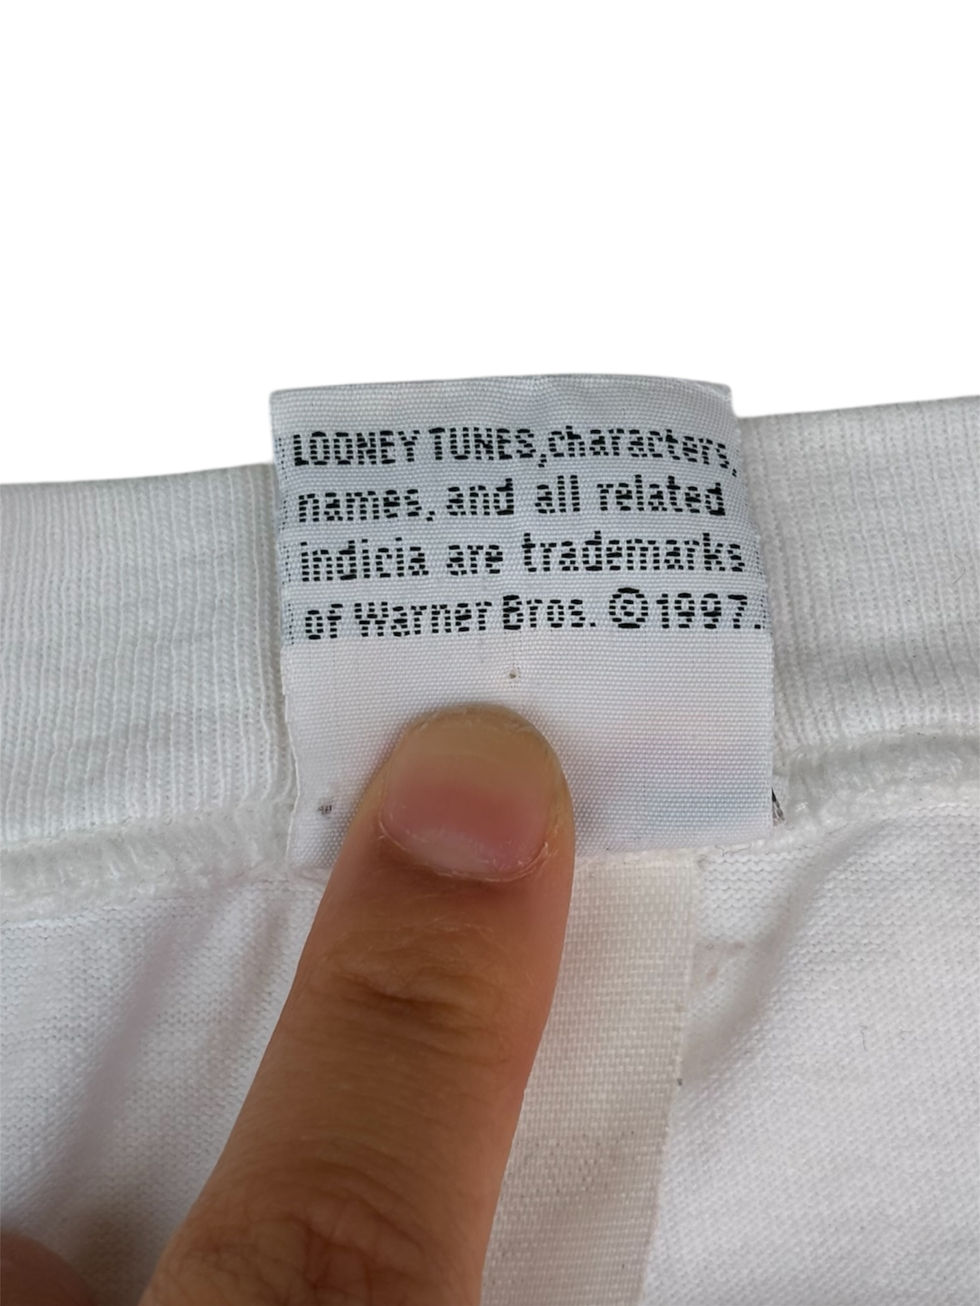 LOONEY TUNES,characters,
names, and all related
indicia are trademarks
of Warner Bros. ©1997.